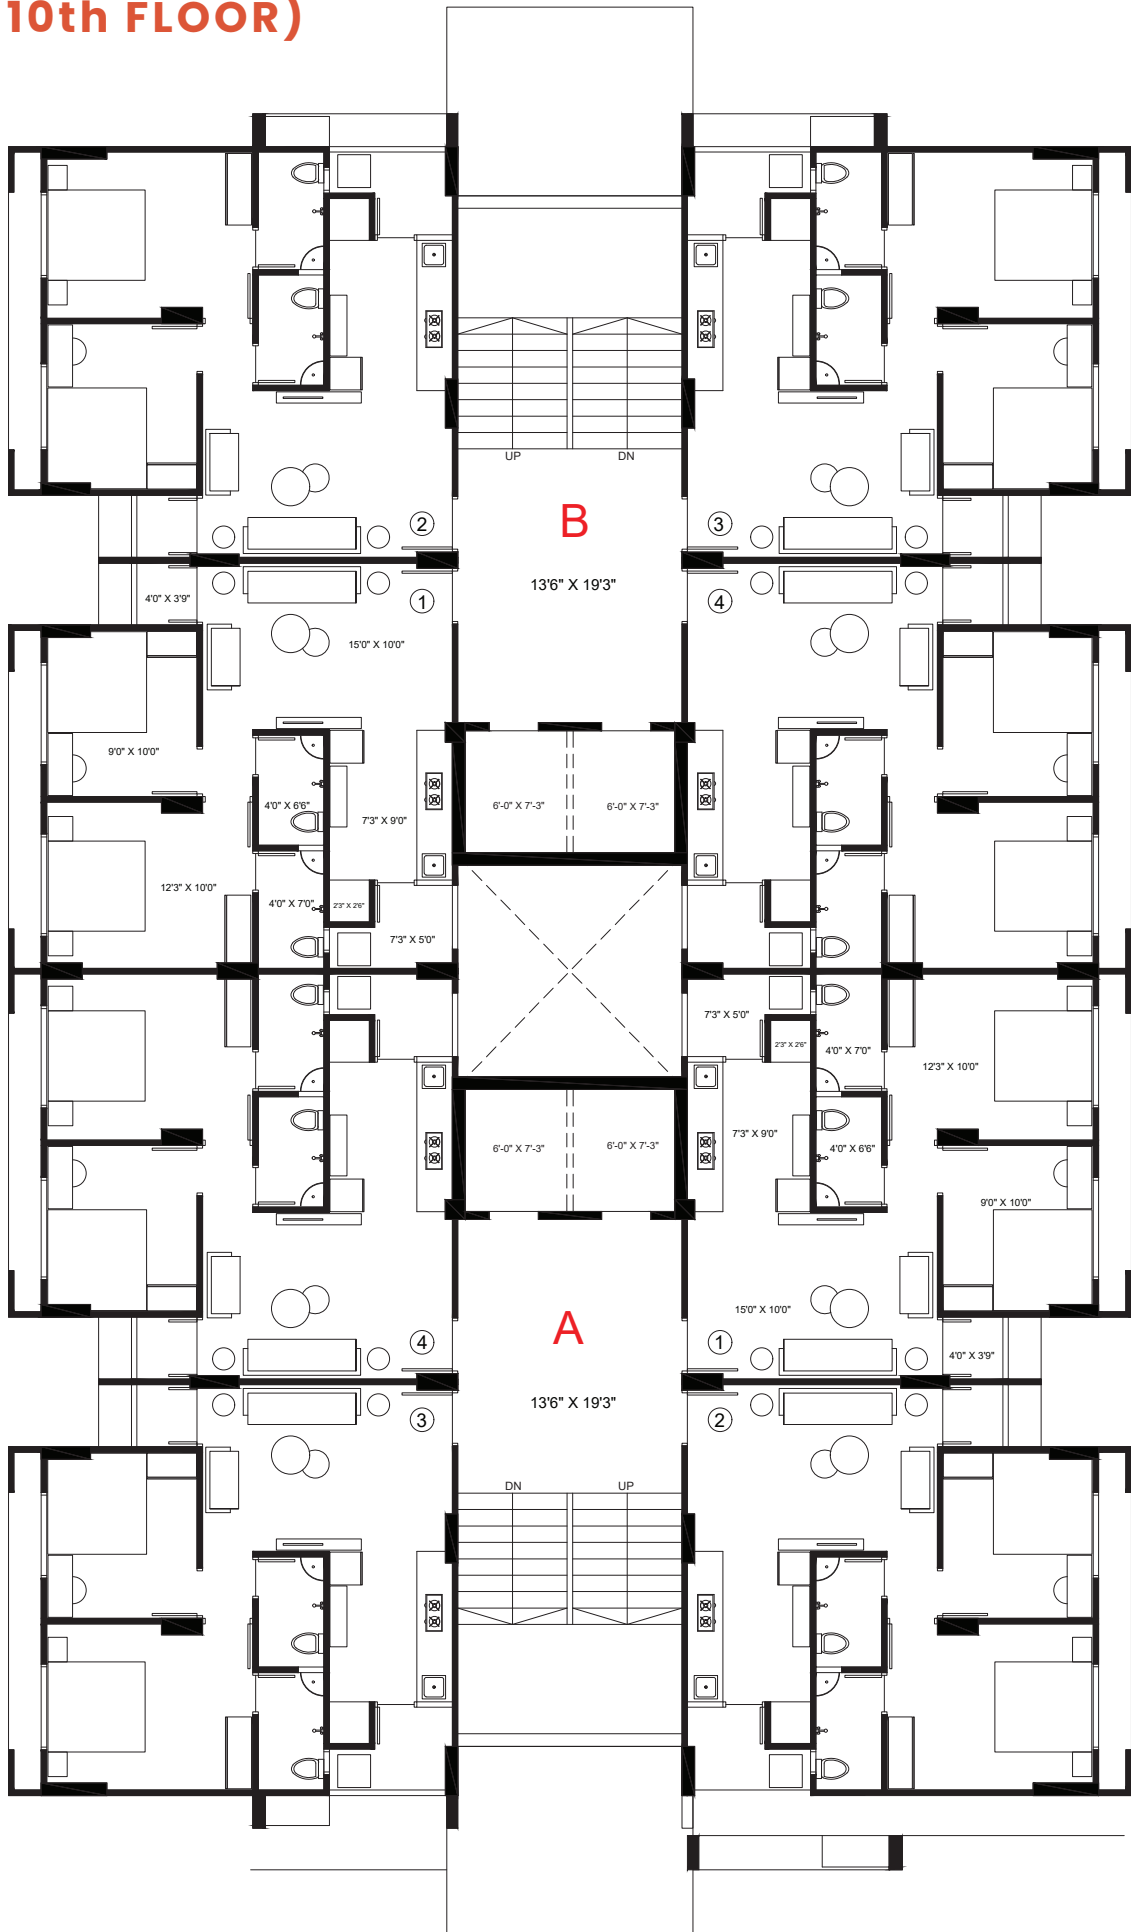 10th FLOOR)
UP
DN
2
B
3
13'6" X 19'3"
4'0" X 3'9"
1
4
15'0" X 10'0"
9'0" X 10'0"
4'0" X 6'6"
7'3" X 9'0"
6'-0" X 7'-3"
6'-0" X 7'-3"
12'3" X 10'0"
4'0" X 7'0"
2'3" X 2'6"
7'3" X 5'0"
7'3" X 5'0"
2'3" X 2'6"
4'0" X 7'0"
12'3" X 10'0"
6'-0" X 7'-3"
6'-0" X 7'-3"
7'3" X 9'0"
4'0" X 6'6"
9'0" X 10'0"
15'0" X 10'0"
4
A
1
4'0" X 3'9"
13'6" X 19'3"
3
2
DN
UP